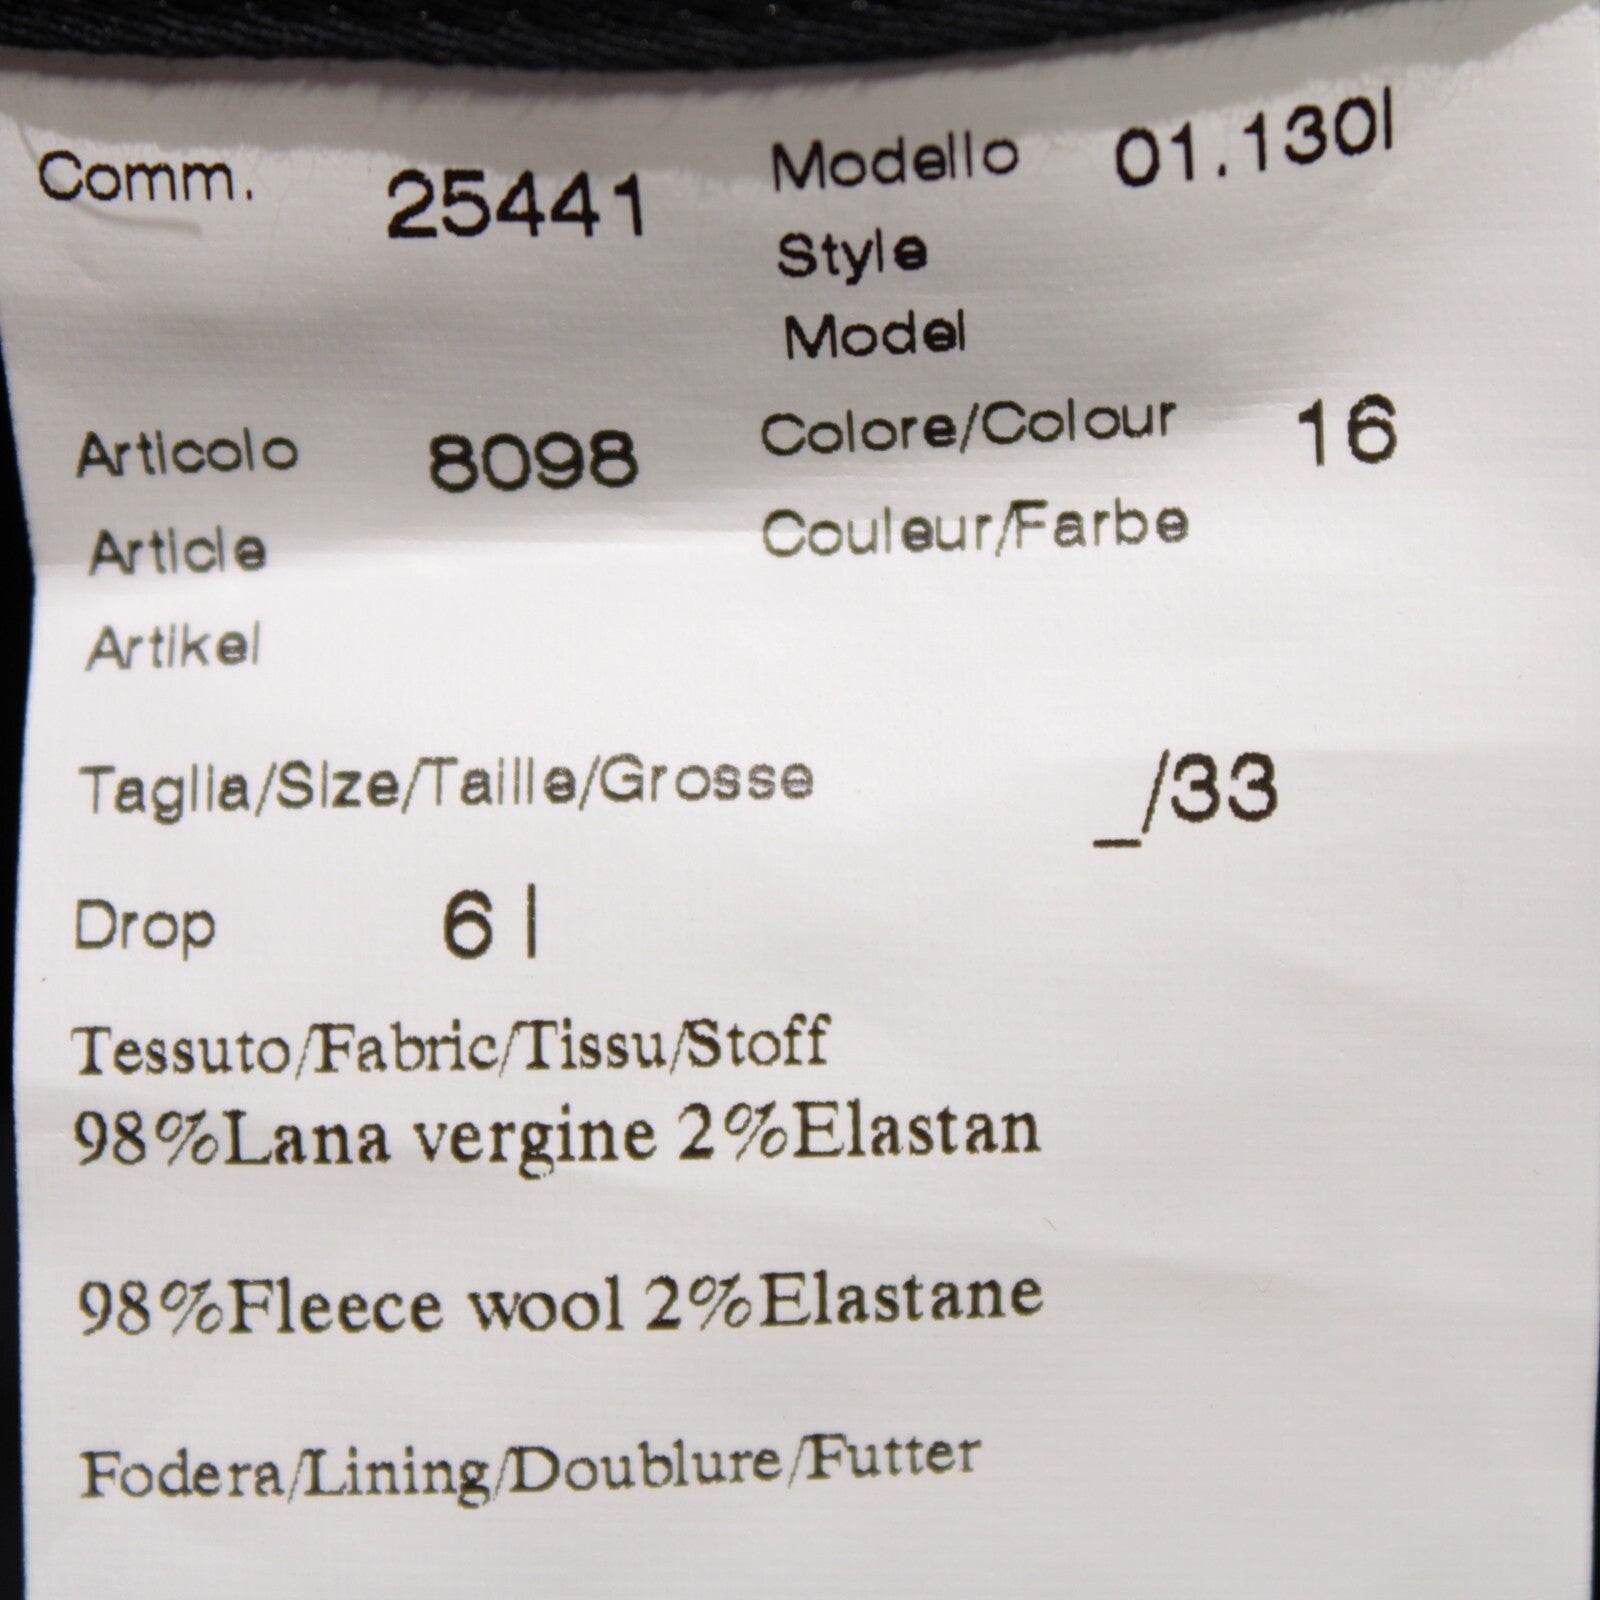 Comm. 25441 Modello 01.130l
Style
Model
Articolo 8098 Colore/Colour 16
Article Couleur/Farbe
Artikel
Taglia/Size/Taille/Grosse _/33
Drop 6 l
Tessuto/Fabric/Tissu/Stoff
98%Lana vergine 2%Elastan
98%Fleece wool 2%Elastane
Fodera/Lining/Doublure/Futter